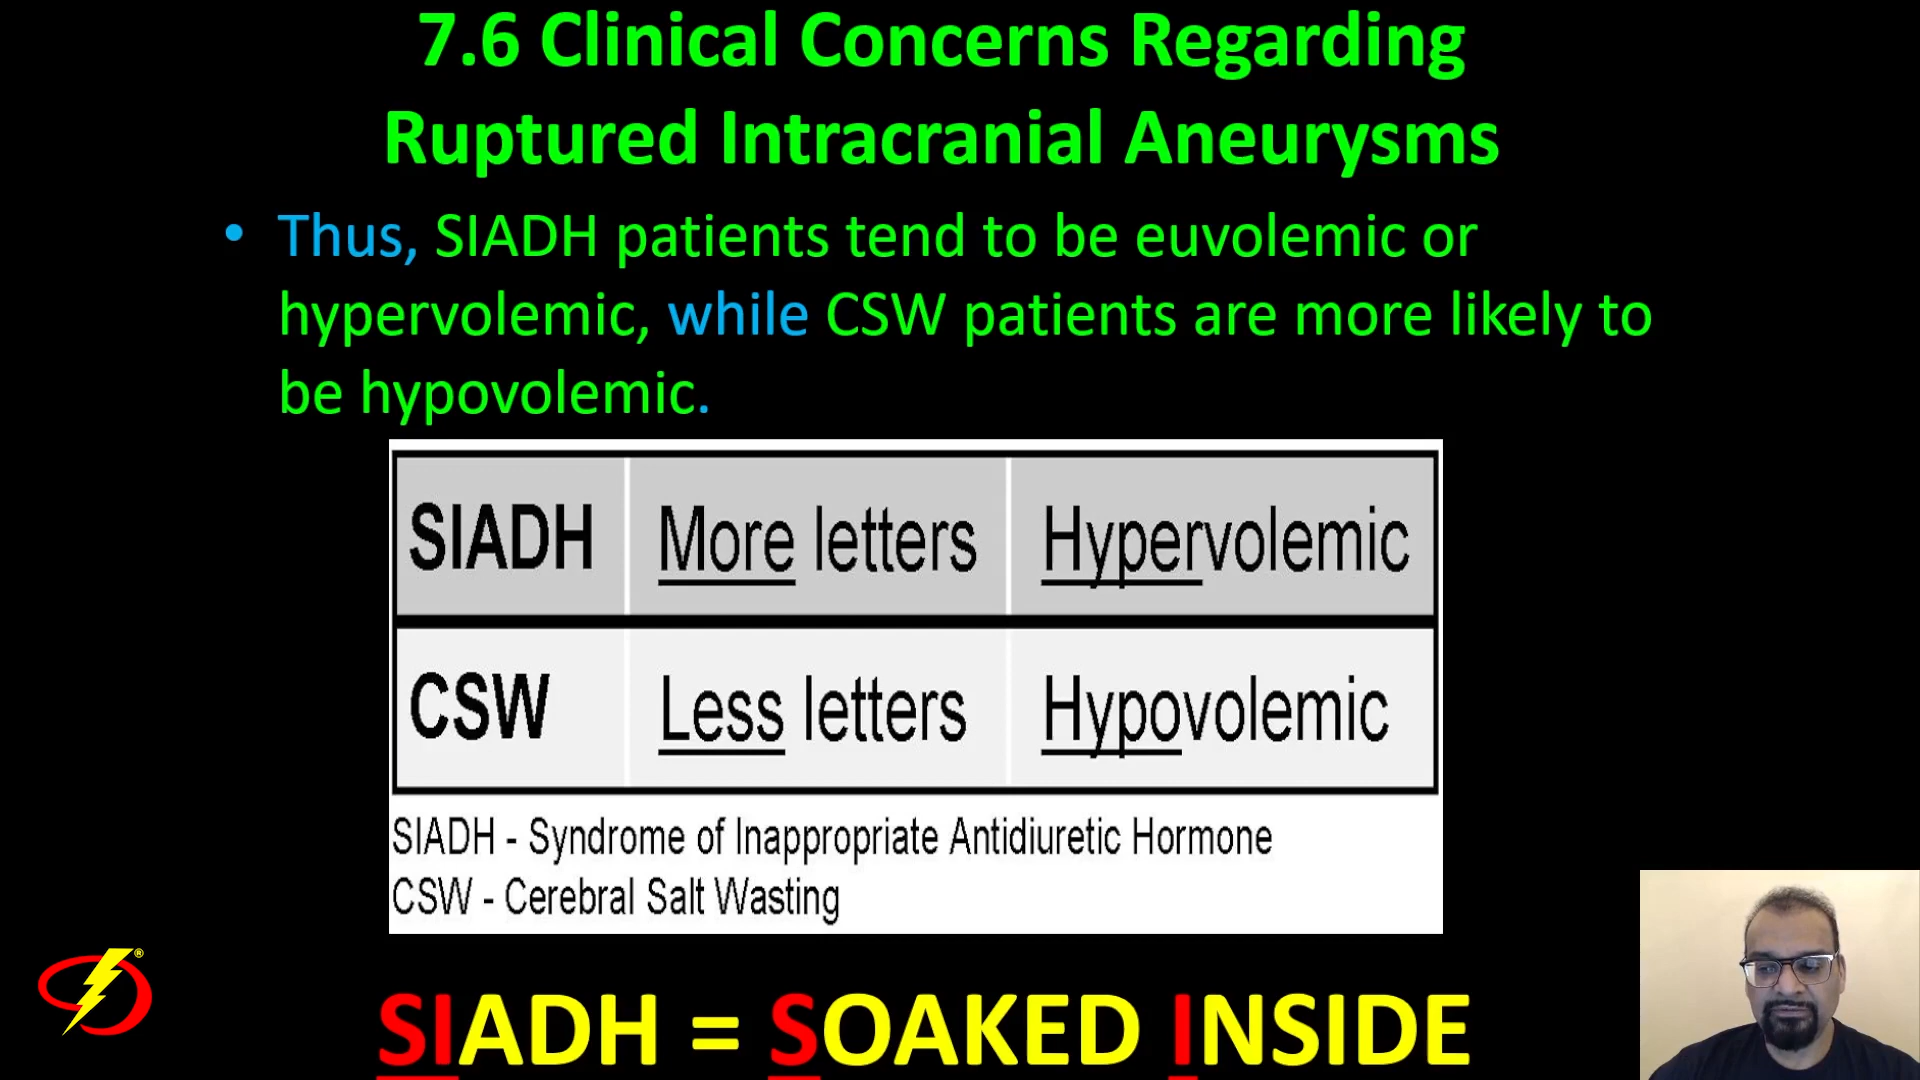 7.6 Clinical Concerns Regarding
Ruptured Intracranial Aneurysms
• Thus, SIADH patients tend to be euvolemic or
hypervolemic, while CSW patients are more likely to
be hypovolemic.
SIADH More letters Hypervolemic
CSW Less letters Hypovolemic
SIADH - Syndrome of Inappropriate Antidiuretic Hormone
CSW - Cerebral Salt Wasting
®
SIADH = SOAKED INSIDE